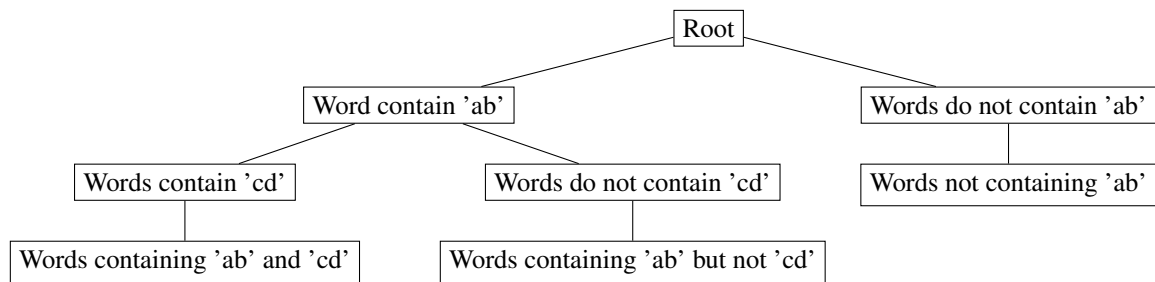 Root
Word contain ’ab’
Words do not contain ’ab’
Words contain ’cd’
Words do not contain ’cd’
Words not containing ’ab’
Words containing ’ab’ and ’cd’
Words containing ’ab’ but not ’cd’